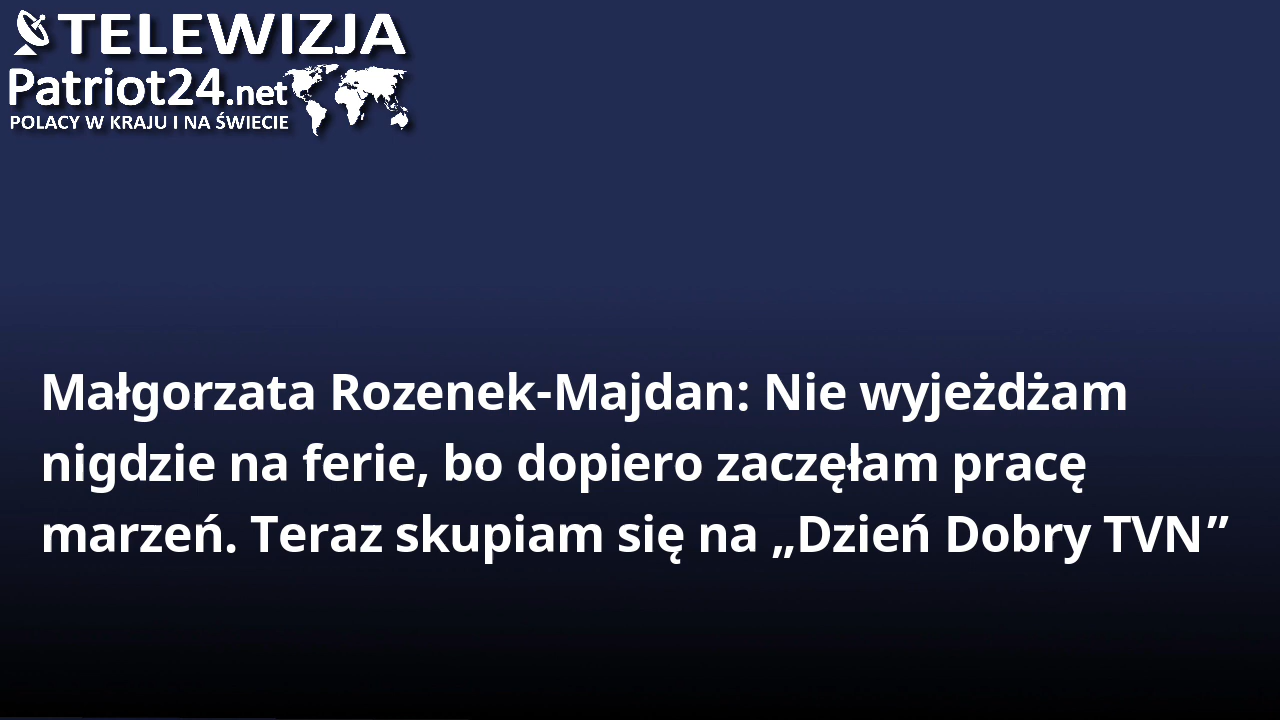 TELEWIZJA
Patriot24.net
POLACY W KRAJU I NA ŚWIECIE
Małgorzata Rozenek-Majdan: Nie wyjeżdżam
nigdzie na ferie, bo dopiero zaczęłam pracę
marzeń. Teraz skupiam się na „Dzień Dobry TVN”